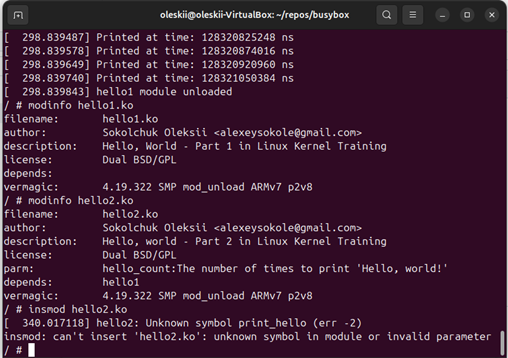 oleskii@oleskii-VirtualBox: ~/repos/busybox
[  298.839487] Printed at time: 128320825248 ns
[  298.839578] Printed at time: 128320874016 ns
[  298.839649] Printed at time: 128320920960 ns
[  298.839740] Printed at time: 128321050384 ns
[  298.839843] hello1 module unloaded
/ # modinfo hello1.ko
filename:       hello1.ko
author:         Sokolchuk Oleksii <alexeysokole@gmail.com>
description:    Hello, World - Part 1 in Linux Kernel Training
license:        Dual BSD/GPL
depends:
vermagic:       4.19.322 SMP mod_unload ARMv7 p2v8
/ # modinfo hello2.ko
filename:       hello2.ko
author:         Sokolchuk Oleksii <alexeysokole@gmail.com>
description:    Hello, world - Part 2 in Linux Kernel Training
license:        Dual BSD/GPL
parm:           hello_count:The number of times to print 'Hello, world!'
depends:        hello1
vermagic:       4.19.322 SMP mod_unload ARMv7 p2v8
/ # insmod hello2.ko
[  340.017118] hello2: Unknown symbol print_hello (err -2)
insmod: can't insert 'hello2.ko': unknown symbol in module or invalid parameter
/ #